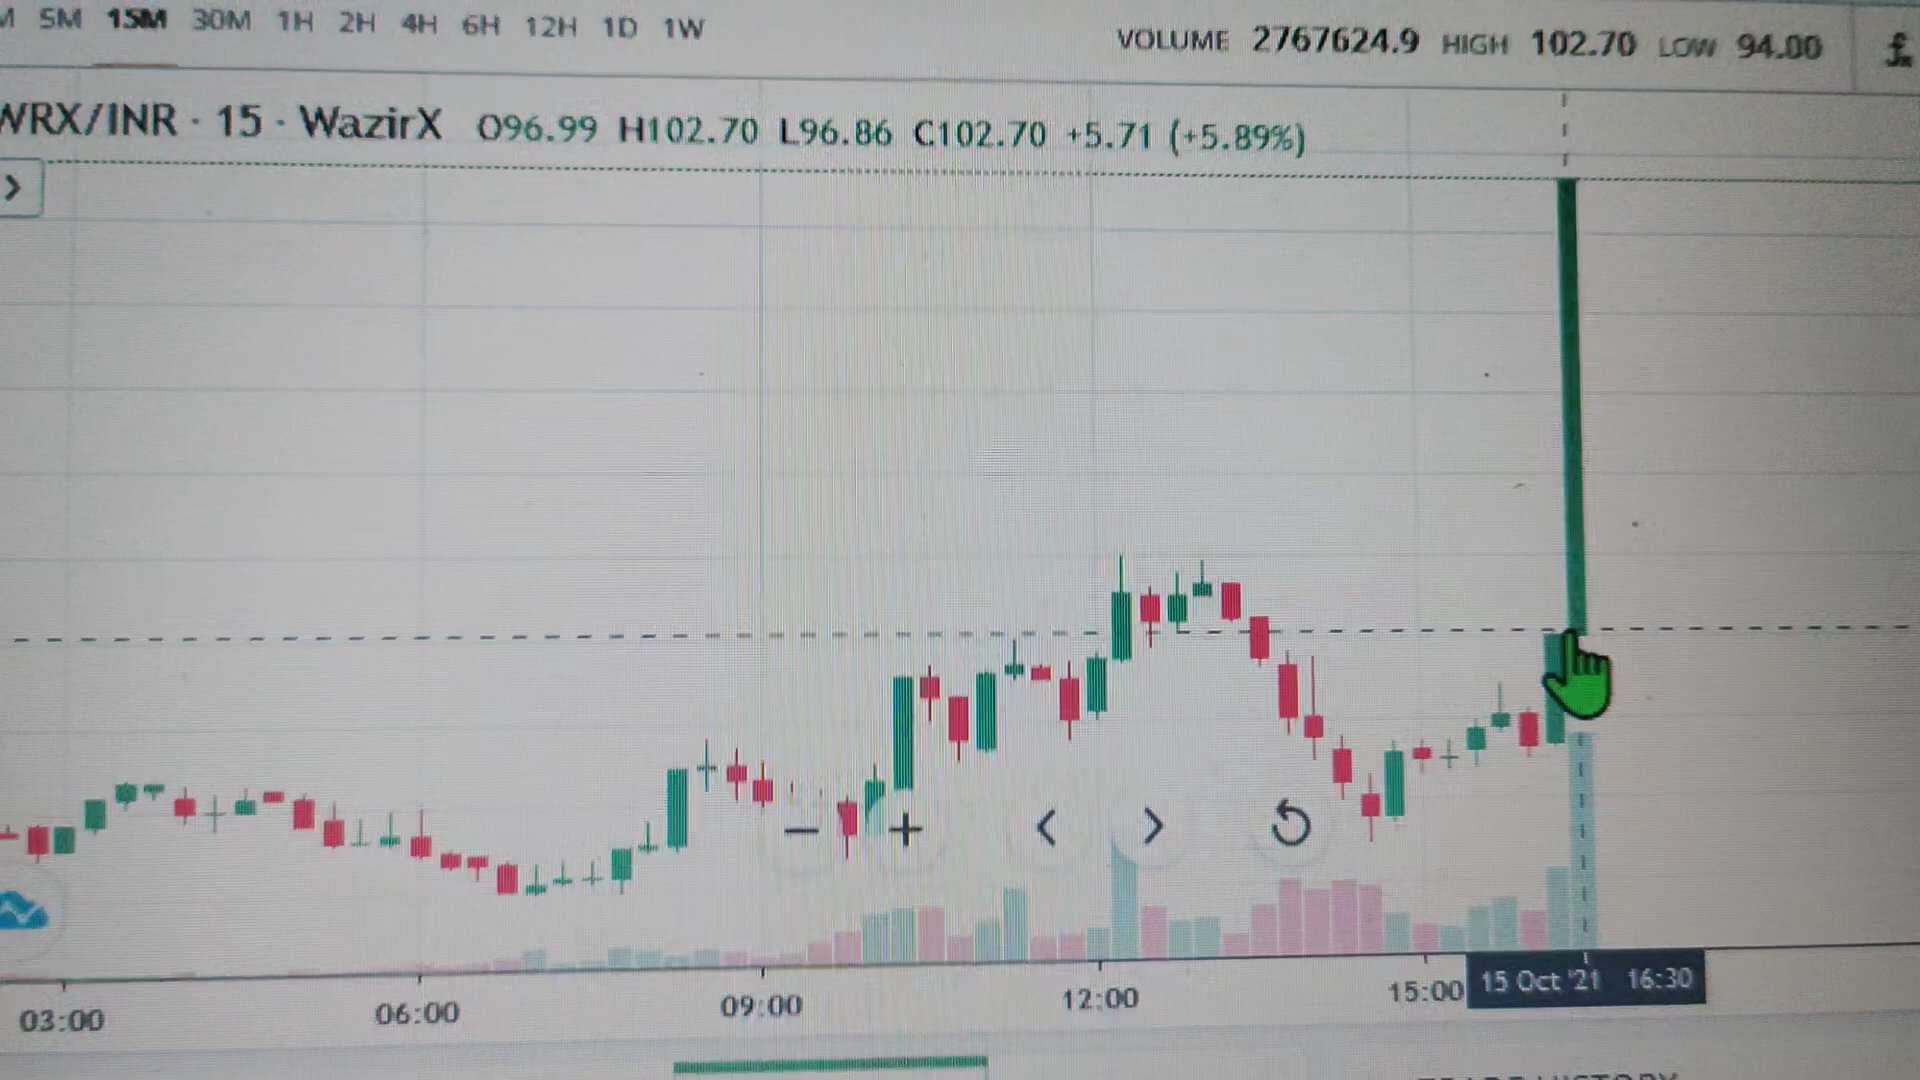 5M 15M 30M 1H 2H 4H 6H 12H 1D 1W
VOLUME 2767624.9 HIGH 102.70 LOW 94.00
WRX/INR · 15 · WazirX O96.99 H102.70 L96.86 C102.70 +5.71 (+5.89%)
03:00 06:00 09:00 12:00 15:00 15 Oct '21 16:30